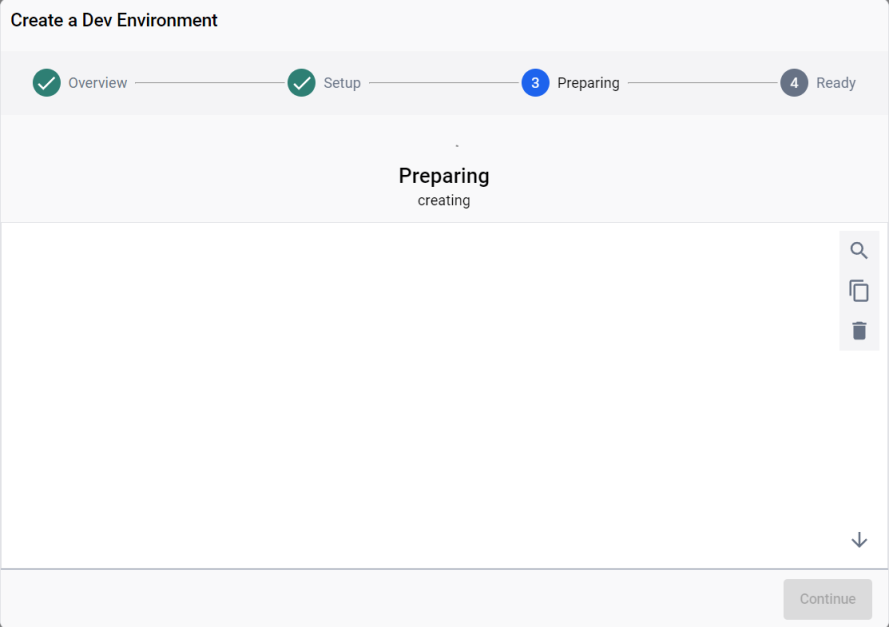 Create a Dev Environment
Overview
Setup
3 Preparing
4 Ready
Preparing
creating
Continue